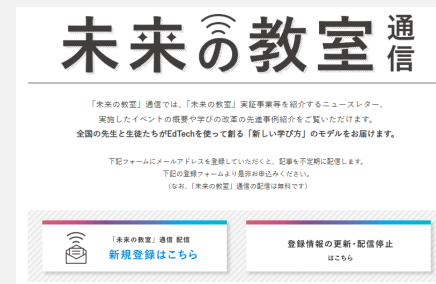 未来の教室通信
「未来の教室」通信では、「未来の教室」実証事業等を紹介するニュースレター、
実施したイベントの概要や学びの改革の先進事例紹介をご覧いただけます。
全国の先生と生徒たちがEdTechを使って創る「新しい学び方」のモデルをお届けます。
下記フォームにメールアドレスを登録していただくと、記事を不定期に配信します。
下記の登録フォームより是非お申込みください。
(なお、「未来の教室」通信の配信は無料です)
「未来の教室」通信 配信
新規登録はこちら
登録情報の更新・配信停止
はこちら